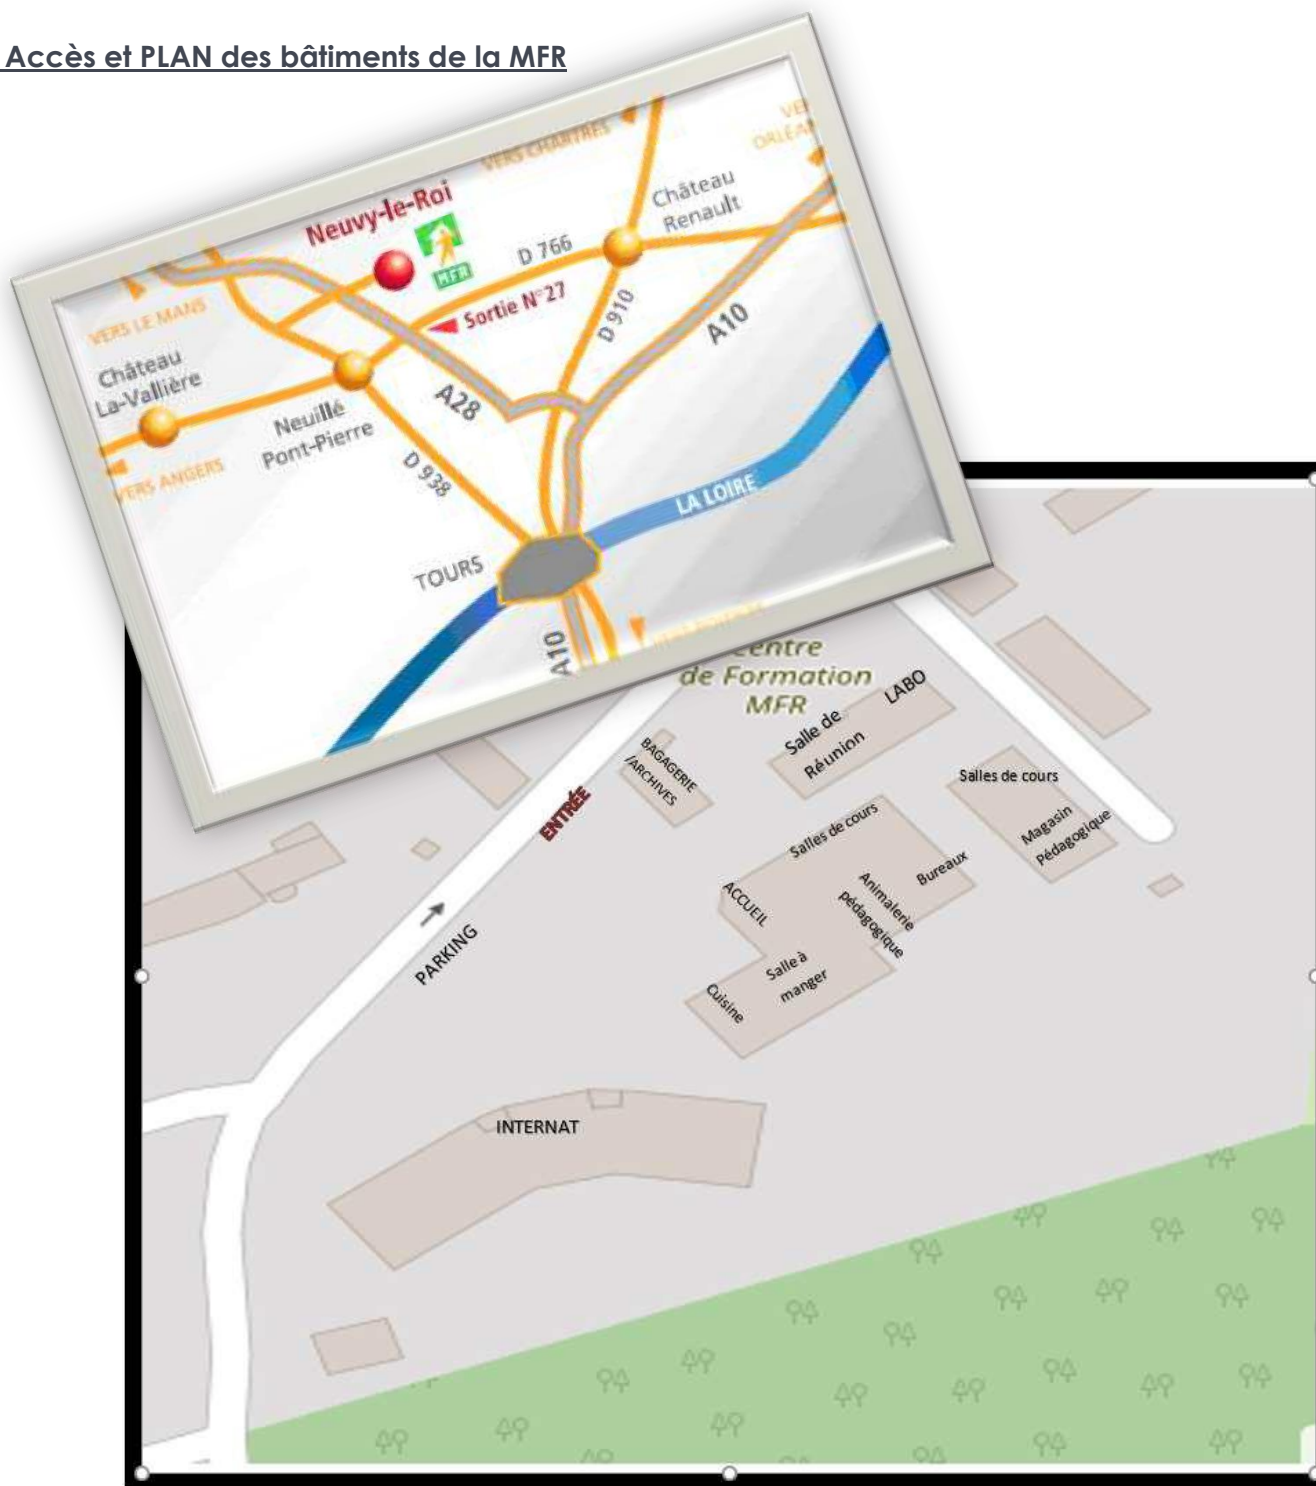 Accès et PLAN des bâtiments de la MFR
VERS CHARTRES
Château
Renault
Neuvy-le-Roi
MFR
D 766
Sortie N°27
D 910
A10
VERS LE MANS
Château
La-Vallière
Neuillé
Pont-Pierre
A28
VERS ANGERS
D 938
LA LOIRE
TOURS
A10
Centre
de Formation
MFR
LABO
Salle de
Réunion
BAGAGERIE
/ARCHIVES
ENTRÉE
Salles de cours
Magasin
Pédagogique
Salles de cours
Bureaux
Animalerie
pédagogique
ACCUEIL
PARKING
Salle à
manger
Cuisine
INTERNAT